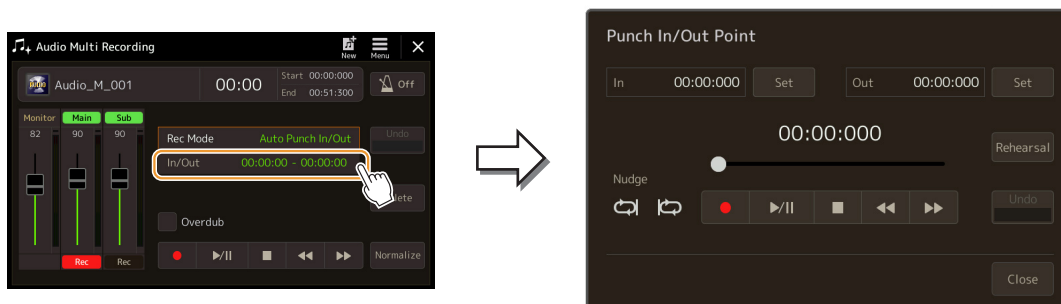 Audio Multi Recording
New
Menu
Audio
Audio_M_001
00:00
Start 00:00:000
End 00:51:300
Off
Monitor Main Sub
82 90 90
Rec Mode Auto Punch In/Out
Undo
In/Out 00:00:00 - 00:00:00
lete
Overdub
Normalize
Rec Rec
Punch In/Out Point
In 00:00:000 Set Out 00:00:000 Set
00:00:000
Rehearsal
Nudge
Undo
Close